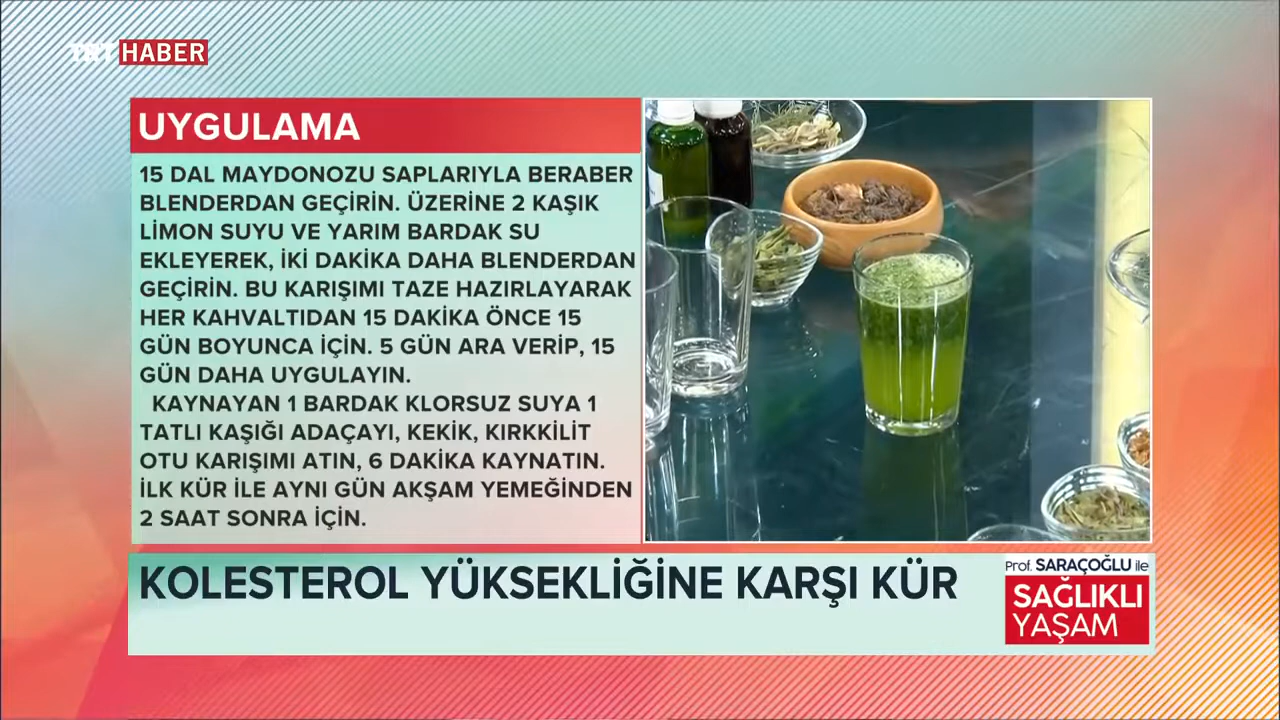 TRT HABER
UYGULAMA
15 DAL MAYDONOZU SAPLARIYLA BERABER
BLENDERDAN GEÇİRİN. ÜZERİNE 2 KAŞIK
LİMON SUYU VE YARIM BARDAK SU
EKLEYEREK, İKİ DAKİKA DAHA BLENDERDAN
GEÇİRİN. BU KARIŞIMI TAZE HAZIRLAYARAK
HER KAHVALTIDAN 15 DAKİKA ÖNCE 15
GÜN BOYUNCA İÇİN. 5 GÜN ARA VERİP, 15
GÜN DAHA UYGULAYIN.
KAYNAYAN 1 BARDAK KLORSUZ SUYA 1
TATLI KAŞIĞI ADAÇAYI, KEKİK, KIRKKİLİT
OTU KARIŞIMI ATIN, 6 DAKİKA KAYNATIN.
İLK KÜR İLE AYNI GÜN AKŞAM YEMEĞİNDEN
2 SAAT SONRA İÇİN.
KOLESTEROL YÜKSEKLİĞİNE KARŞI KÜR
Prof. SARAÇOĞLU ile
SAĞLIKLI
YAŞAM